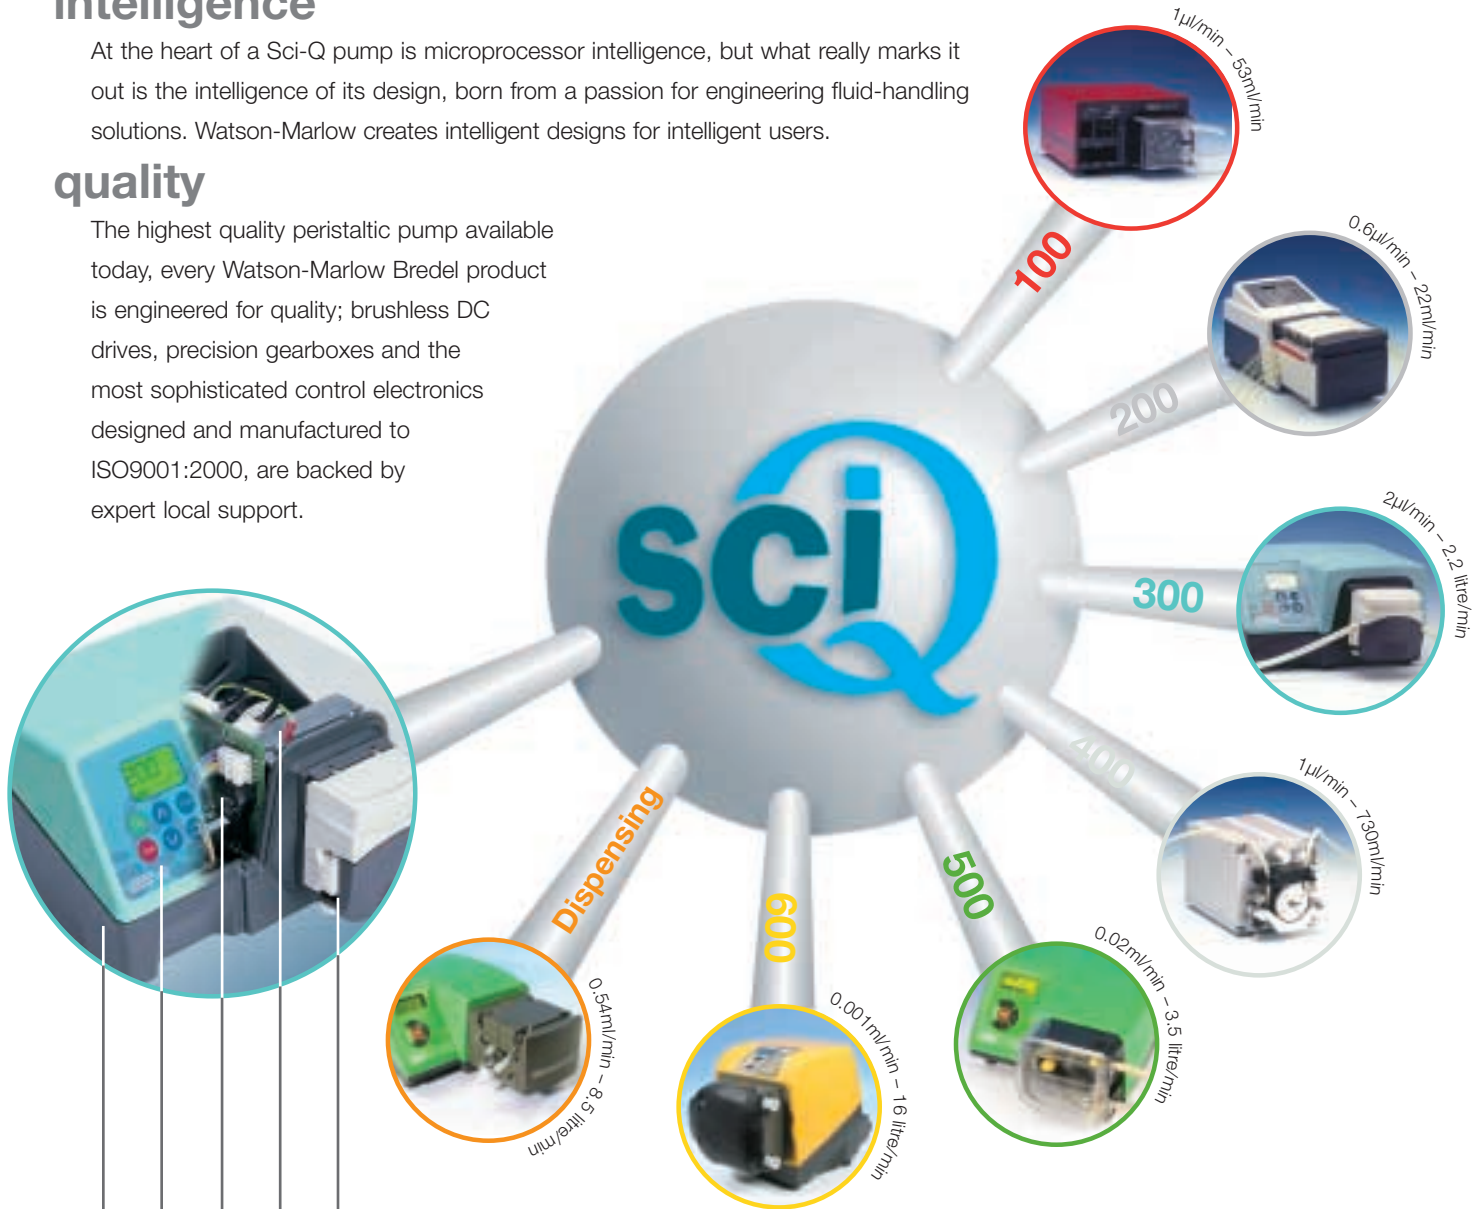 intelligence
At the heart of a Sci-Q pump is microprocessor intelligence, but what really marks it
out is the intelligence of its design, born from a passion for engineering fluid-handling
solutions. Watson-Marlow creates intelligent designs for intelligent users.
quality
The highest quality peristaltic pump available
today, every Watson-Marlow Bredel product
is engineered for quality; brushless DC
drives, precision gearboxes and the
most sophisticated control electronics
designed and manufactured to
ISO9001:2000, are backed by
expert local support.
sciQ
100
1µl/min – 53ml/min
200
0.6µl/min – 22ml/min
300
2µl/min – 2.2 litre/min
400
1µl/min – 730ml/min
500
0.02ml/min – 3.5 litre/min
600
0.001ml/min – 16 litre/min
Dispensing
0.54ml/min – 8.5 litre/min